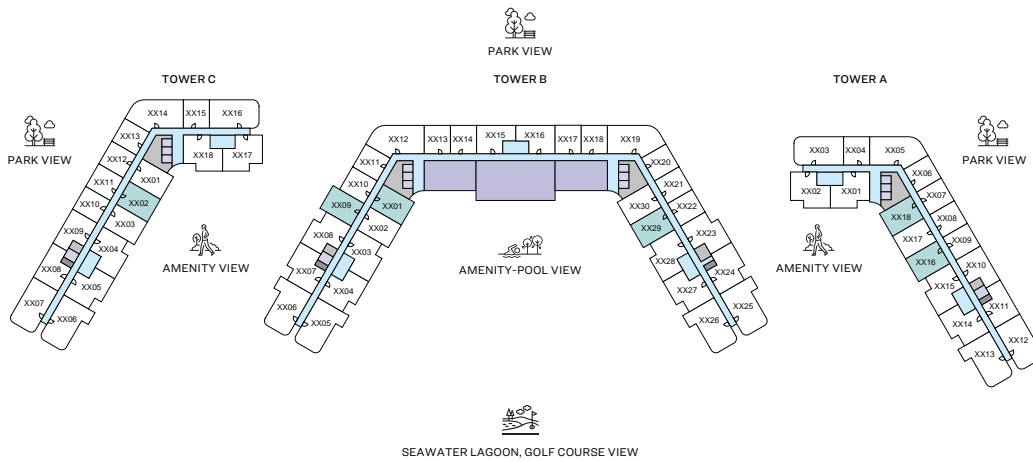 PARK VIEW
TOWER C
TOWER B
TOWER A
PARK VIEW
XX14
XX15
XX16
XX13
XX12
XX11
XX10
XX09
XX08
XX07
XX18
XX17
XX01
XX02
XX03
XX04
XX05
XX06
AMENITY VIEW
XX12
XX13
XX14
XX15
XX16
XX17
XX18
XX19
XX11
XX10
XX09
XX08
XX07
XX06
XX01
XX02
XX03
XX04
XX05
XX20
XX21
XX22
XX23
XX24
XX25
XX30
XX29
XX28
XX27
XX26
AMENITY-POOL VIEW
XX03
XX04
XX05
XX02
XX01
XX06
XX07
XX08
XX09
XX10
XX11
XX12
XX18
XX17
XX16
XX15
XX14
XX13
AMENITY VIEW
PARK VIEW
SEAWATER LAGOON, GOLF COURSE VIEW